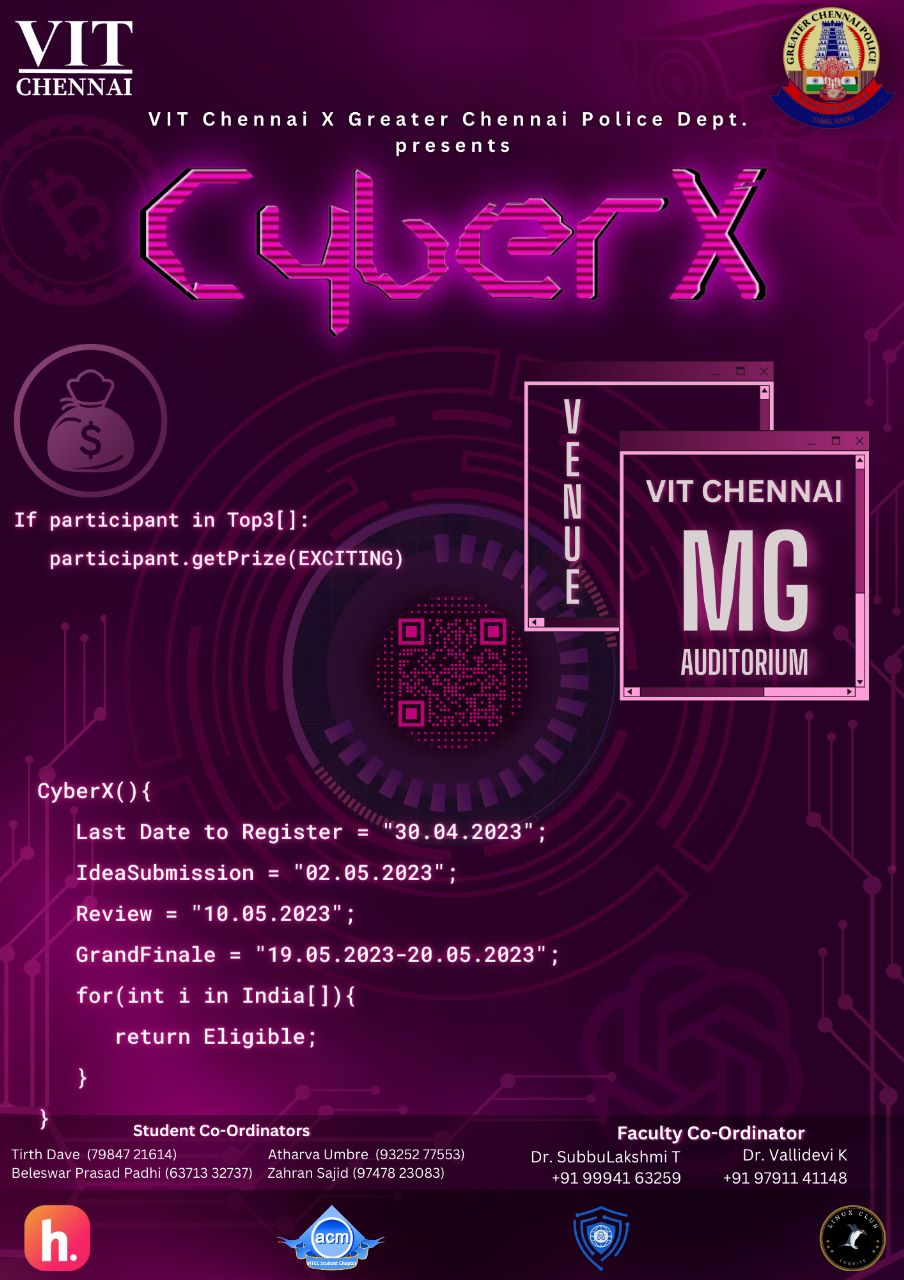 VIT
CHENNAI
GREATER CHENNAI POLICE
TAMIL NADU
VIT Chennai X Greater Chennai Police Dept.
presents
CyberX
If participant in Top3[]:
participant.getPrize(EXCITING)
VENUE
VIT CHENNAI
MG
AUDITORIUM
CyberX(){
Last Date to Register = "30.04.2023";
IdeaSubmission = "02.05.2023";
Review = "10.05.2023";
GrandFinale = "19.05.2023-20.05.2023";
for(int i in India[]){
return Eligible;
}
}
Student Co-Ordinators
Tirth Dave (79847 21614) Atharva Umbre (93252 77553)
Beleswar Prasad Padhi (63713 32737) Zahran Sajid (97478 23083)
Faculty Co-Ordinator
Dr. SubbuLakshmi T Dr. Vallidevi K
+91 99941 63259 +91 97911 41148
h.
acm
VITCC Student Chapter
LINUX CLUB